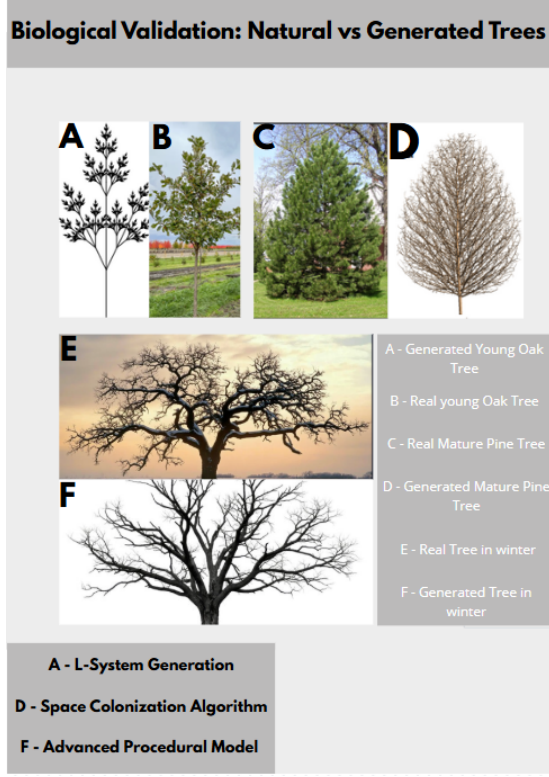 Biological Validation: Natural vs Generated Trees
A
B
C
D
E
F
A - Generated Young Oak
Tree
B - Real young Oak Tree
C - Real Mature Pine Tree
D - Generated Mature Pine
Tree
E - Real Tree in winter
F - Generated Tree in
winter
A - L-System Generation
D - Space Colonization Algorithm
F - Advanced Procedural Model